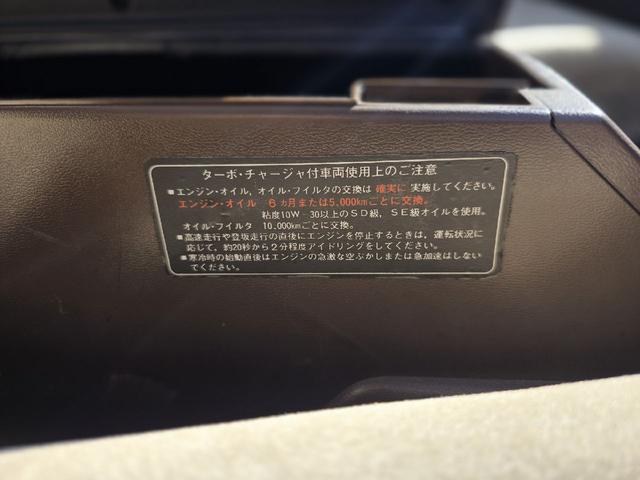 ターボ・チャージャ付車両使用上のご注意
■エンジン・オイル，オイル・フイルタの交換は 確実に 実施してください。
エンジン・オイル 6ヵ月または5,000kmごとに交換。
粘度10W－30以上のSD級，SE級オイルを使用。
オイル・フイルタ 10,000kmごとに交換。
■高速走行や登坂走行の直後にエンジンを停止するときは，運転状況に
応じて，約20秒から2分程度アイドリングをしてください。
■寒冷時の始動直後はエンジンの急激な空ぶかしまたは急加速はしない
でください。